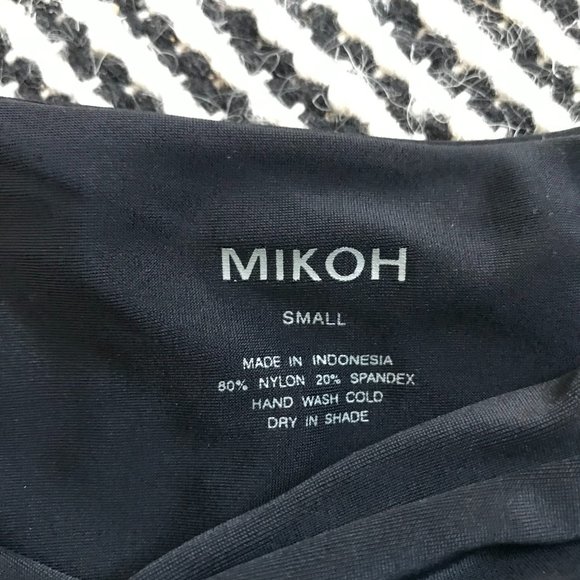 MIKOH
SMALL
MADE IN INDONESIA
80% NYLON 20% SPANDEX
HAND WASH COLD
DRY IN SHADE